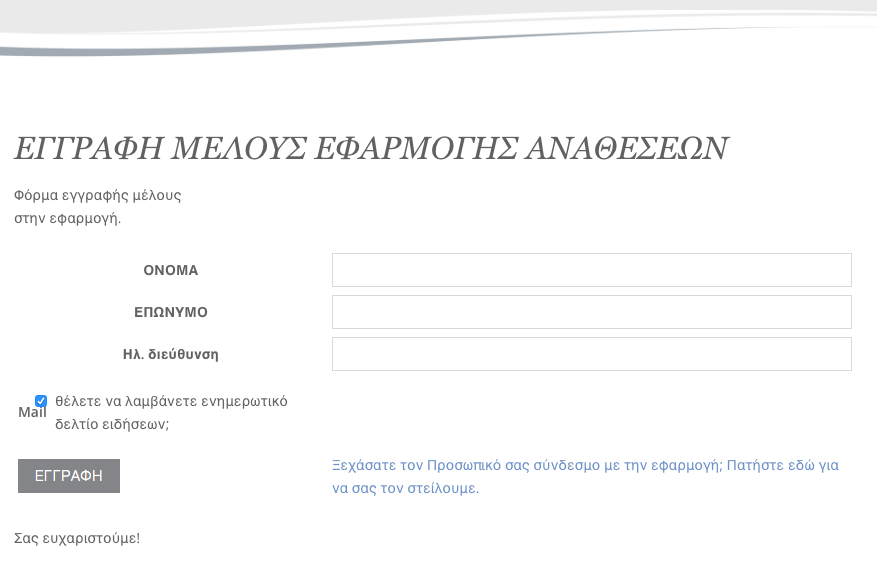 ΕΓΓΡΑΦΗ ΜΕΛΟΥΣ ΕΦΑΡΜΟΓΗΣ ΑΝΑΘΕΣΕΩΝ
Φόρμα εγγραφής μέλους
στην εφαρμογή.
ΟΝΟΜΑ
ΕΠΩΝΥΜΟ
Ηλ. διεύθυνση
Mail
θέλετε να λαμβάνετε ενημερωτικό
δελτίο ειδήσεων;
ΕΓΓΡΑΦΗ
Ξεχάσατε τον Προσωπικό σας σύνδεσμο με την εφαρμογή; Πατήστε εδώ για
να σας τον στείλουμε.
Σας ευχαριστούμε!